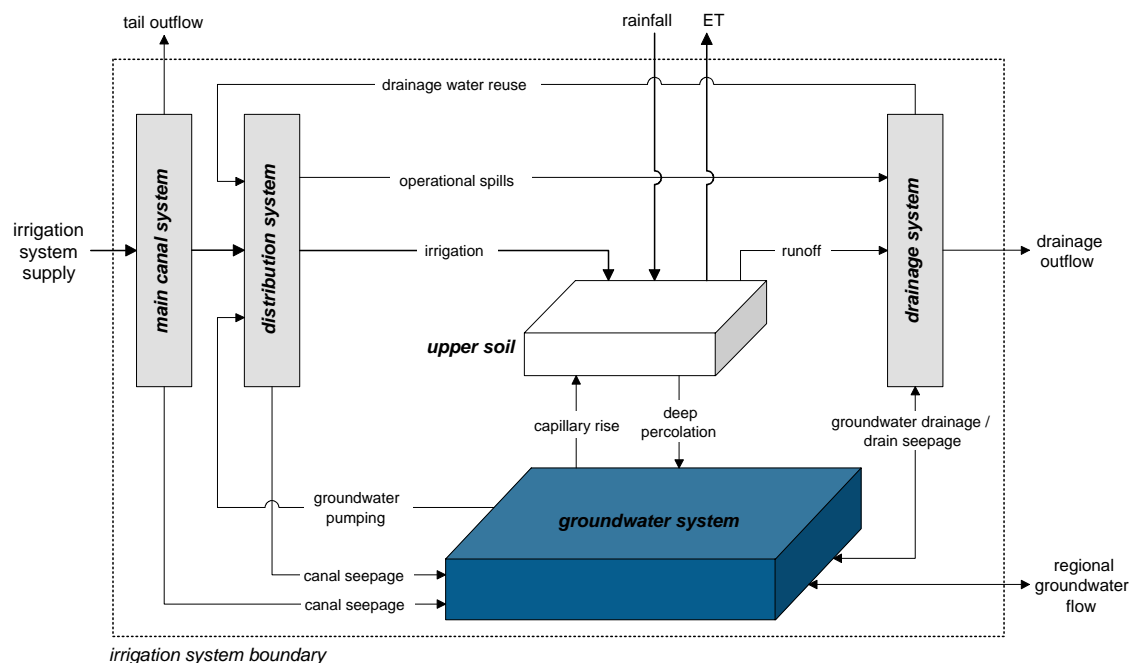 tail outflow
rainfall
ET
drainage water reuse
main canal system
distribution system
drainage system
operational spills
irrigation
system
supply
irrigation
runoff
drainage
outflow
upper soil
capillary rise
deep
percolation
groundwater drainage /
drain seepage
groundwater
pumping
groundwater system
canal seepage
canal seepage
regional
groundwater
flow
irrigation system boundary